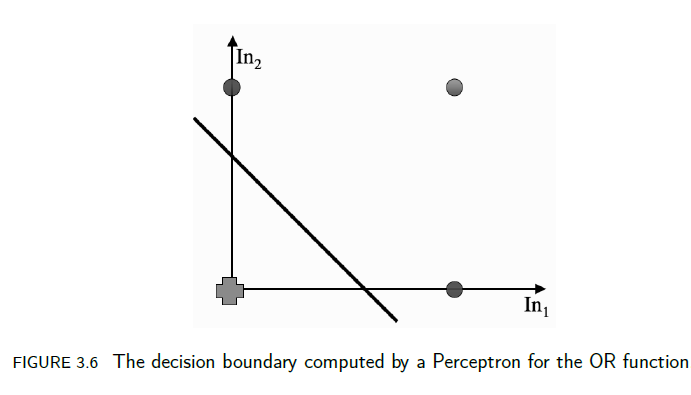 In₂
In₁
FIGURE 3.6 The decision boundary computed by a Perceptron for the OR function